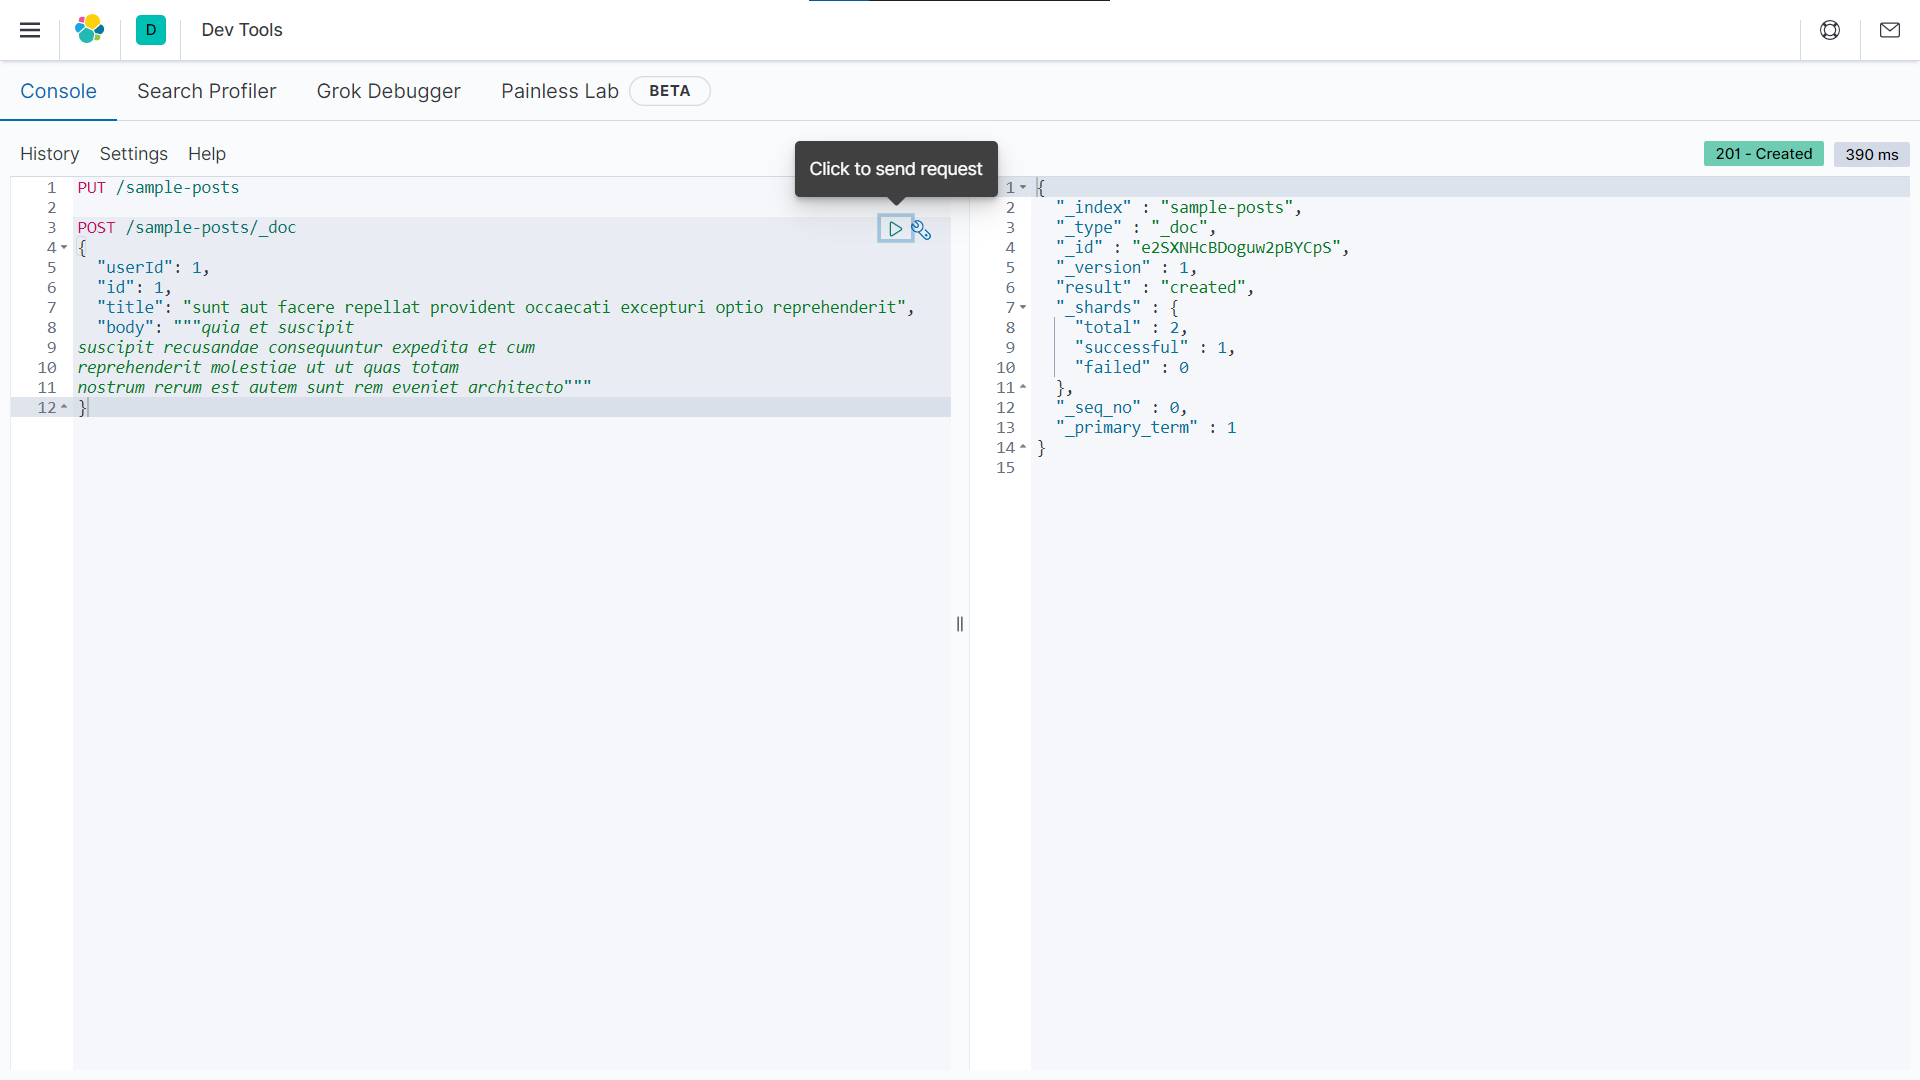 D
Dev Tools
Console
Search Profiler
Grok Debugger
Painless Lab
BETA
History
Settings
Help
Click to send request
201 - Created
390 ms
1 PUT /sample-posts
2
3 POST /sample-posts/_doc
4 {
5 "userId": 1,
6 "id": 1,
7 "title": "sunt aut facere repellat provident occaecati excepturi optio reprehenderit",
8 "body": """quia et suscipit
9 suscipit recusandae consequuntur expedita et cum
10 reprehenderit molestiae ut ut quas totam
11 nostrum rerum est autem sunt rem eveniet architecto"""
12 }
1 {
2 "_index" : "sample-posts",
3 "_type" : "_doc",
4 "_id" : "e2SXNHcBDoguw2pBYCpS",
5 "_version" : 1,
6 "result" : "created",
7 "_shards" : {
8 "total" : 2,
9 "successful" : 1,
10 "failed" : 0
11 },
12 "_seq_no" : 0,
13 "_primary_term" : 1
14 }
15